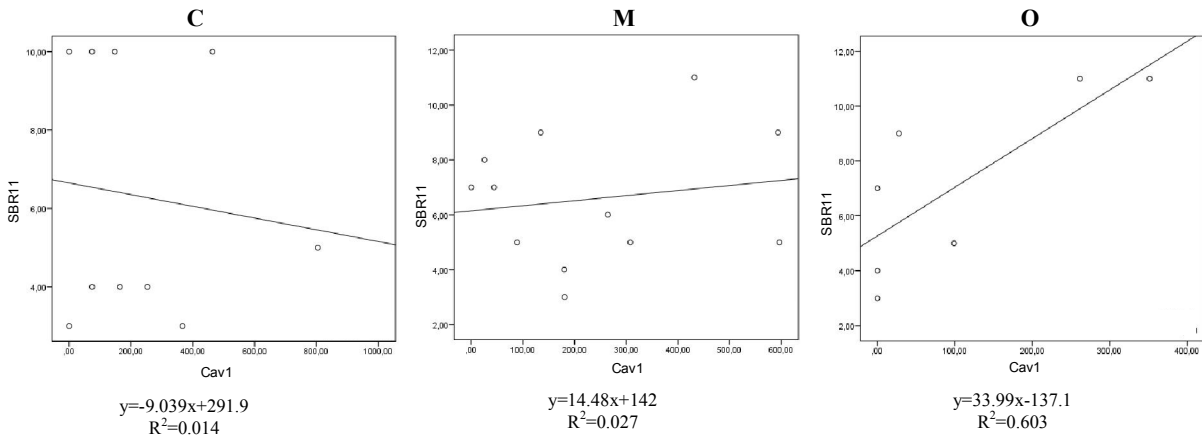 C
10,00
8,00
6,00
4,00
SBR11
,00
200,00
400,00
600,00
800,00
1000,00
Cav1
y=-9.039x+291.9
R²=0.014
M
12,00
10,00
8,00
6,00
4,00
2,00
SBR11
,00
100,00
200,00
300,00
400,00
500,00
600,00
Cav1
y=14.48x+142
R²=0.027
O
12,00
10,00
8,00
6,00
4,00
2,00
SBR11
,00
100,00
200,00
300,00
400,00
Cav1
y=33.99x-137.1
R²=0.603